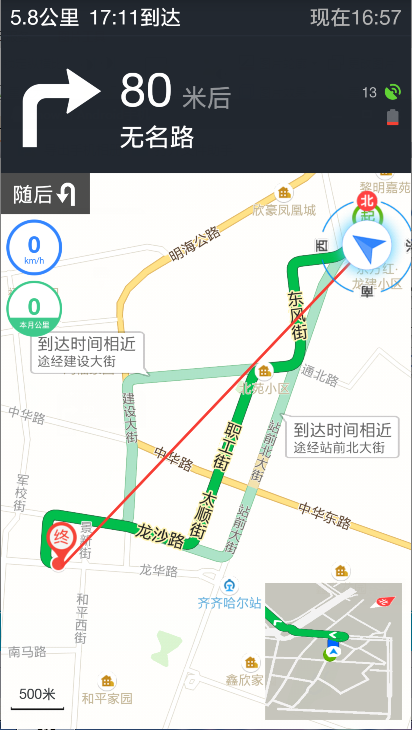 5.8公里 17:11到达 现在16:57
80 米后
13
无名路
随后
黎明嘉苑
欣豪凤凰城
北
起
0
km/h
西
明海公路
东方红·
龙建小区
南
0
本月公里
东风街
到达时间相近
途经建设大街
通北路
北苑小区
建设大街
中华路
职工街
站前北大街
到达时间相近
途经站前北大街
中华路
军校街
中华东路
太顺街
站前大街
终
景新街
龙沙路
龙华路
齐齐哈尔站
和平西街
南马路
鑫欣家
500米
和平家园